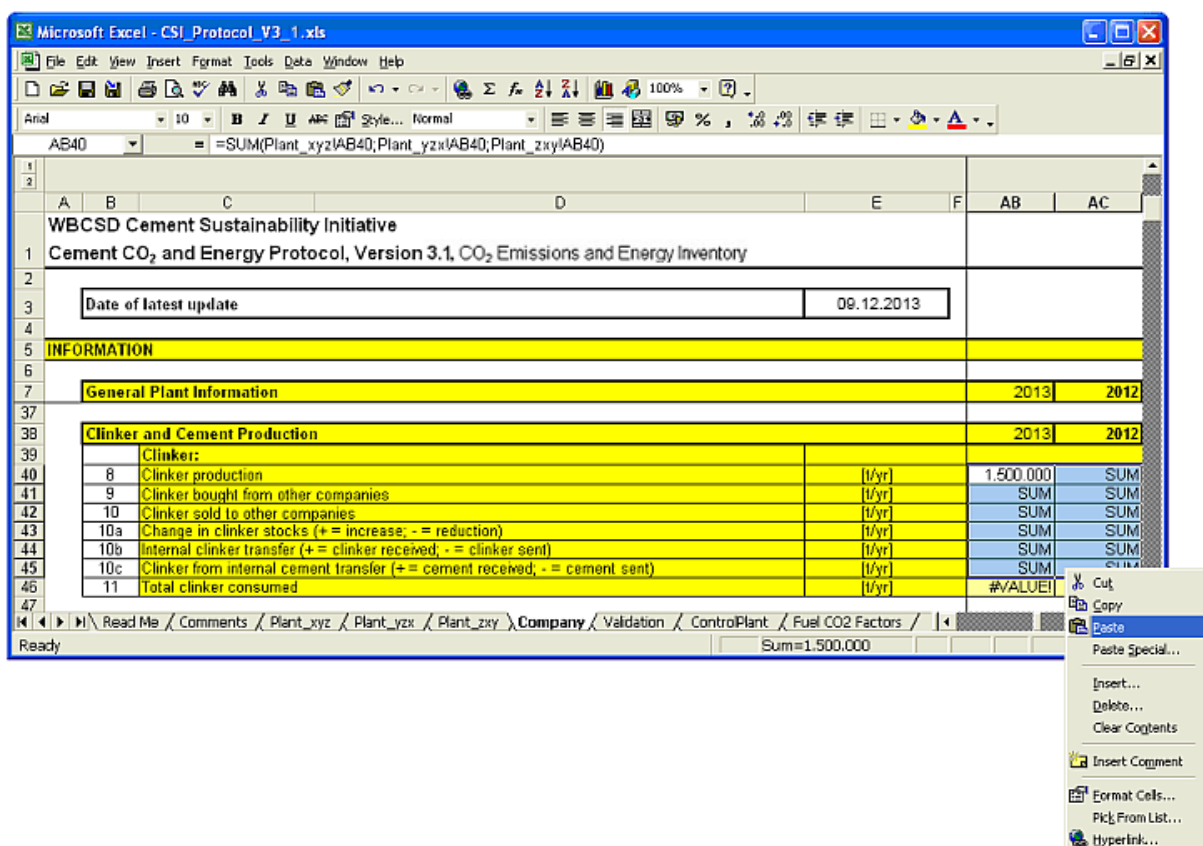 Microsoft Excel - CSI_Protocol_V3_1.xls
File Edit View Insert Format Tools Data Window Help
100%
Arial 10 B I U ABC Style... Normal % ,
AB40 = =SUM(Plant_xyz!AB40;Plant_yzx!AB40;Plant_zxy!AB40)
1
2
A B C D E F AB AC
WBCSD Cement Sustainability Initiative
1 Cement CO₂ and Energy Protocol, Version 3.1, CO₂ Emissions and Energy Inventory
2
3 Date of latest update 09.12.2013
4
5 INFORMATION
6
7 General Plant Information 2013 2012
37
38 Clinker and Cement Production 2013 2012
39 Clinker:
40 8 Clinker production [t/yr] 1.500.000 SUM
41 9 Clinker bought from other companies [t/yr] SUM SUM
42 10 Clinker sold to other companies [t/yr] SUM SUM
43 10a Change in clinker stocks (+ = increase; - = reduction) [t/yr] SUM SUM
44 10b Internal clinker transfer (+ = clinker received; - = clinker sent) [t/yr] SUM SUM
45 10c Clinker from internal cement transfer (+ = cement received; - = cement sent) [t/yr] SUM SUM
46 11 Total clinker consumed [t/yr] #VALUE!
47
Read Me / Comments / Plant_xyz / Plant_yzx / Plant_zxy \ Company / Validation / ControlPlant / Fuel CO2 Factors /
Ready Sum=1.500.000
Cut
Copy
Paste
Paste Special...
Insert...
Delete...
Clear Contents
Insert Comment
Format Cells...
Pick From List...
Hyperlink...